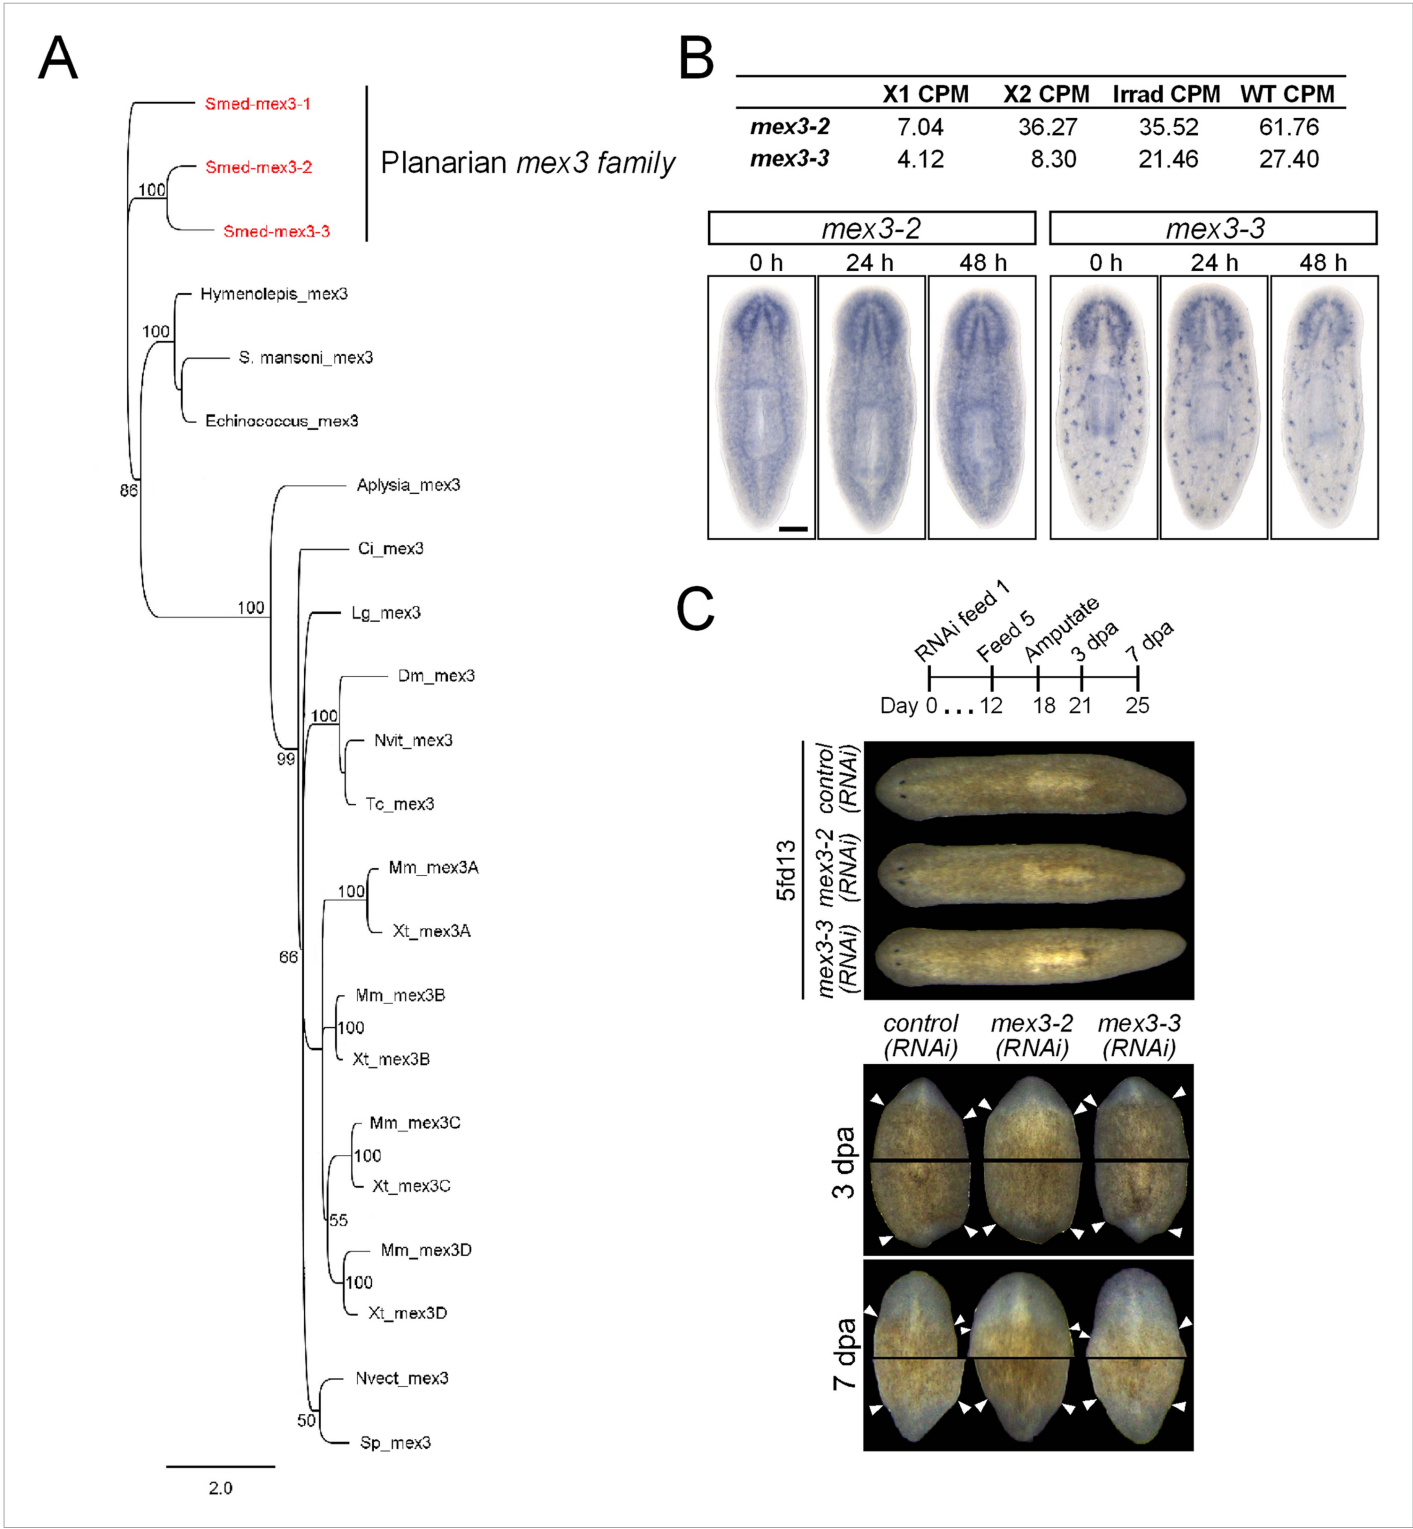 A
Smed-mex3-1
Smed-mex3-2
100
Smed-mex3-3
Planarian mex3 family
Hymenolepis_mex3
100
S. mansoni_mex3
Echinococcus_mex3
86
Aplysia_mex3
Ci_mex3
100
Lg_mex3
Dm_mex3
100
Nvit_mex3
99
Tc_mex3
Mm_mex3A
100
Xt_mex3A
66
Mm_mex3B
100
Xt_mex3B
Mm_mex3C
100
Xt_mex3C
55
Mm_mex3D
100
Xt_mex3D
Nvect_mex3
50
Sp_mex3
2.0
B
X1 CPM X2 CPM Irrad CPM WT CPM
mex3-2 7.04 36.27 35.52 61.76
mex3-3 4.12 8.30 21.46 27.40
mex3-2 mex3-3
0 h 24 h 48 h 0 h 24 h 48 h
C
RNAi feed 1
Feed 5
Amputate
3 dpa
7 dpa
Day 0 ... 12 18 21 25
5fd13
control
(RNAi)
mex3-2
(RNAi)
mex3-3
(RNAi)
control mex3-2 mex3-3
(RNAi) (RNAi) (RNAi)
3 dpa
7 dpa